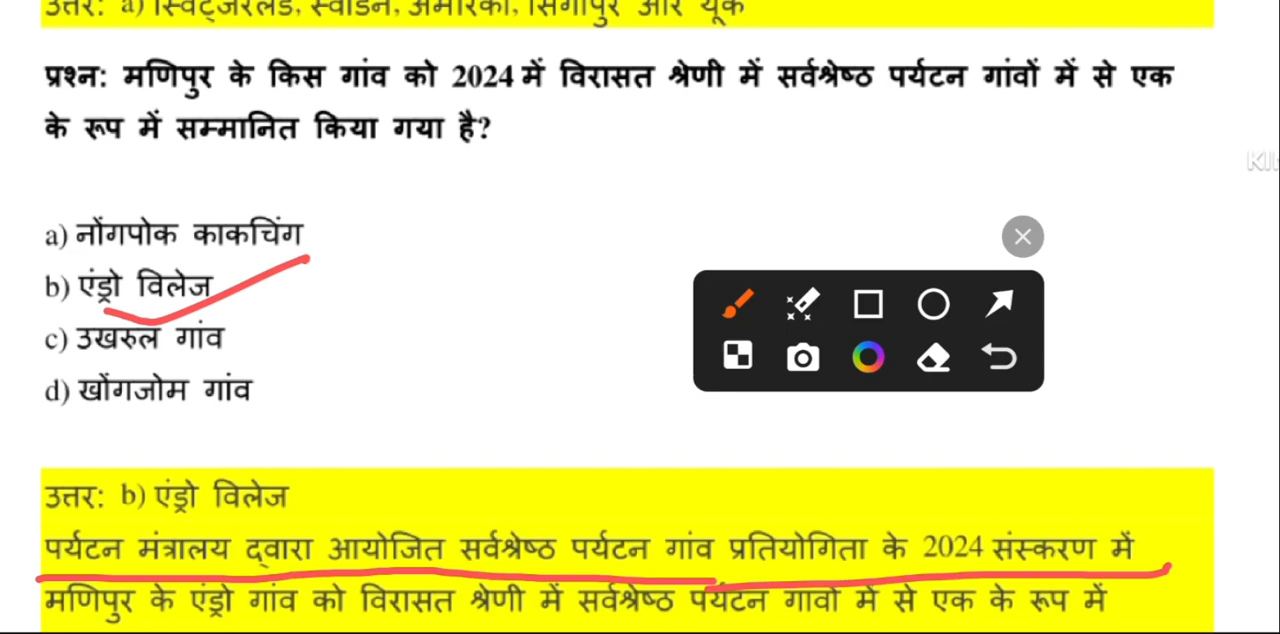 उत्तर: a) स्विट्जरलैंड, स्वीडन, अमेरिका, सिंगापुर और यूके
प्रश्न: मणिपुर के किस गांव को 2024 में विरासत श्रेणी में सर्वश्रेष्ठ पर्यटन गांवों में से एक
के रूप में सम्मानित किया गया है?
a) नोंगपोक काकचिंग
b) एंड्रो विलेज
c) उखरुल गांव
d) खोंगजोम गांव
उत्तर: b) एंड्रो विलेज
पर्यटन मंत्रालय द्वारा आयोजित सर्वश्रेष्ठ पर्यटन गांव प्रतियोगिता के 2024 संस्करण में
मणिपुर के एंड्रो गांव को विरासत श्रेणी में सर्वश्रेष्ठ पर्यटन गांवों में से एक के रूप में